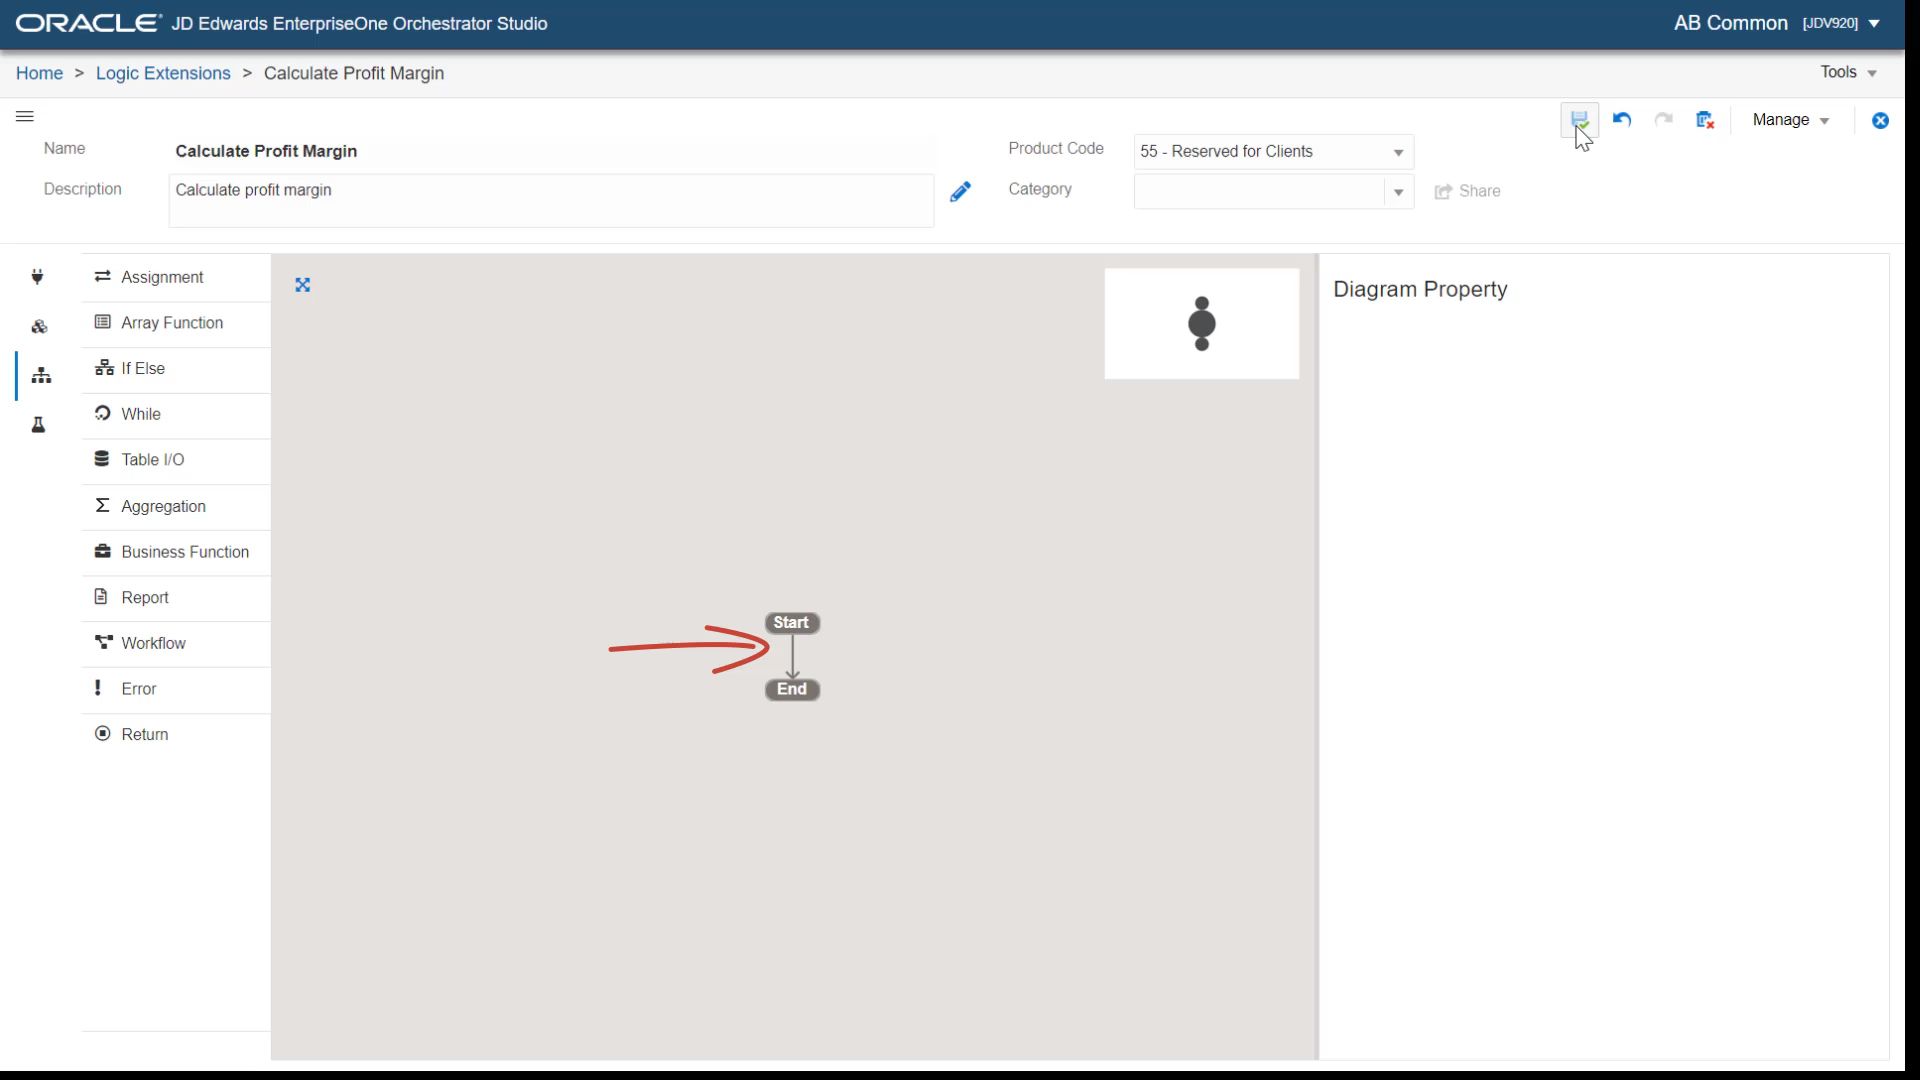 ORACLE JD Edwards EnterpriseOne Orchestrator Studio
AB Common [JDV920]
Home > Logic Extensions > Calculate Profit Margin
Tools
Manage
Name Calculate Profit Margin
Product Code 55 - Reserved for Clients
Description Calculate profit margin
Category
Share
Assignment
Array Function
If Else
While
Table I/O
Aggregation
Business Function
Report
Workflow
Error
Return
Start
End
Diagram Property